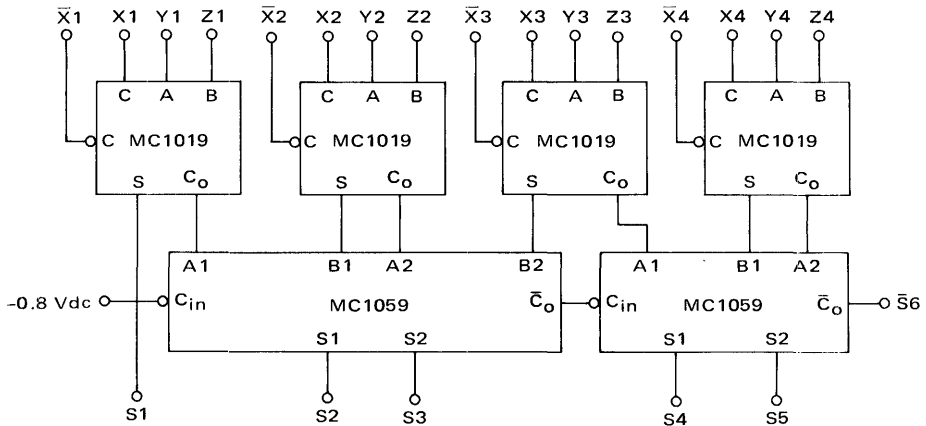 X̅1 X1 Y1 Z1 X̅2 X2 Y2 Z2 X̅3 X3 Y3 Z3 X̅4 X4 Y4 Z4
C A B C A B C A B C A B
C MC1019 C MC1019 C MC1019 C MC1019
S Co S Co S Co S Co
A1 B1 A2 B2 A1 B1 A2
-0.8 Vdc Cin MC1059 C̅o Cin MC1059 C̅o S̅6
S1 S2 S1 S2
S1 S2 S3 S4 S5